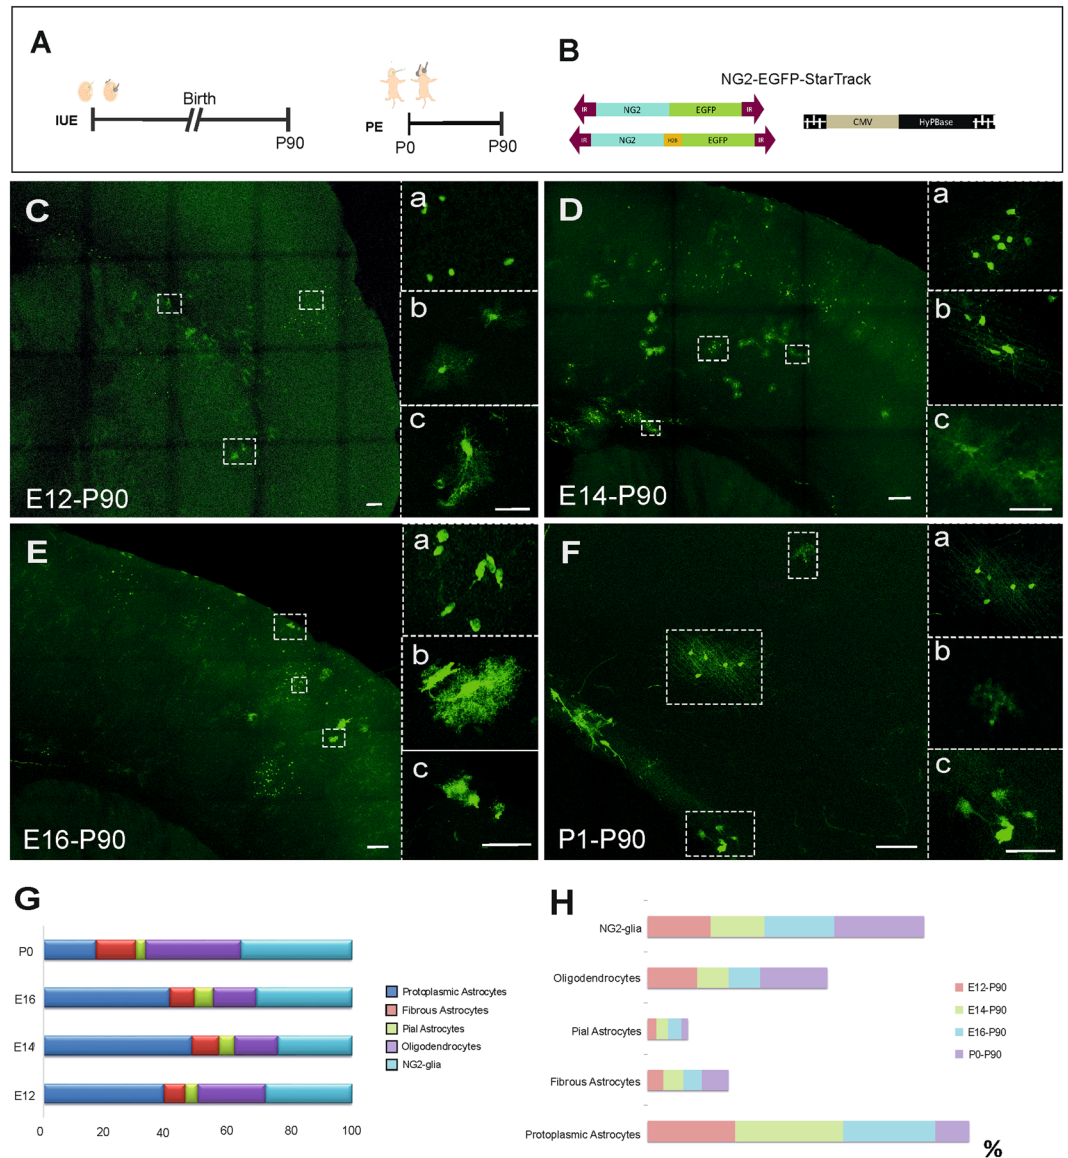 A
Birth
IUE
P90
PE
P0
P90
B
NG2-EGFP-StarTrack
IR NG2 EGFP IR
IR NG2 H2B EGFP IR
CMV HyPBase
C
a
b
c
E12-P90
D
a
b
c
E14-P90
E
a
b
c
E16-P90
F
a
b
c
P1-P90
G
P0
E16
E14
E12
0 20 40 60 80 100
Protoplasmic Astrocytes
Fibrous Astrocytes
Pial Astrocytes
Oligodendrocytes
NG2-glia
H
NG2-glia
Oligodendrocytes
Pial Astrocytes
Fibrous Astrocytes
Protoplasmic Astrocytes
E12-P90
E14-P90
E16-P90
P0-P90
%